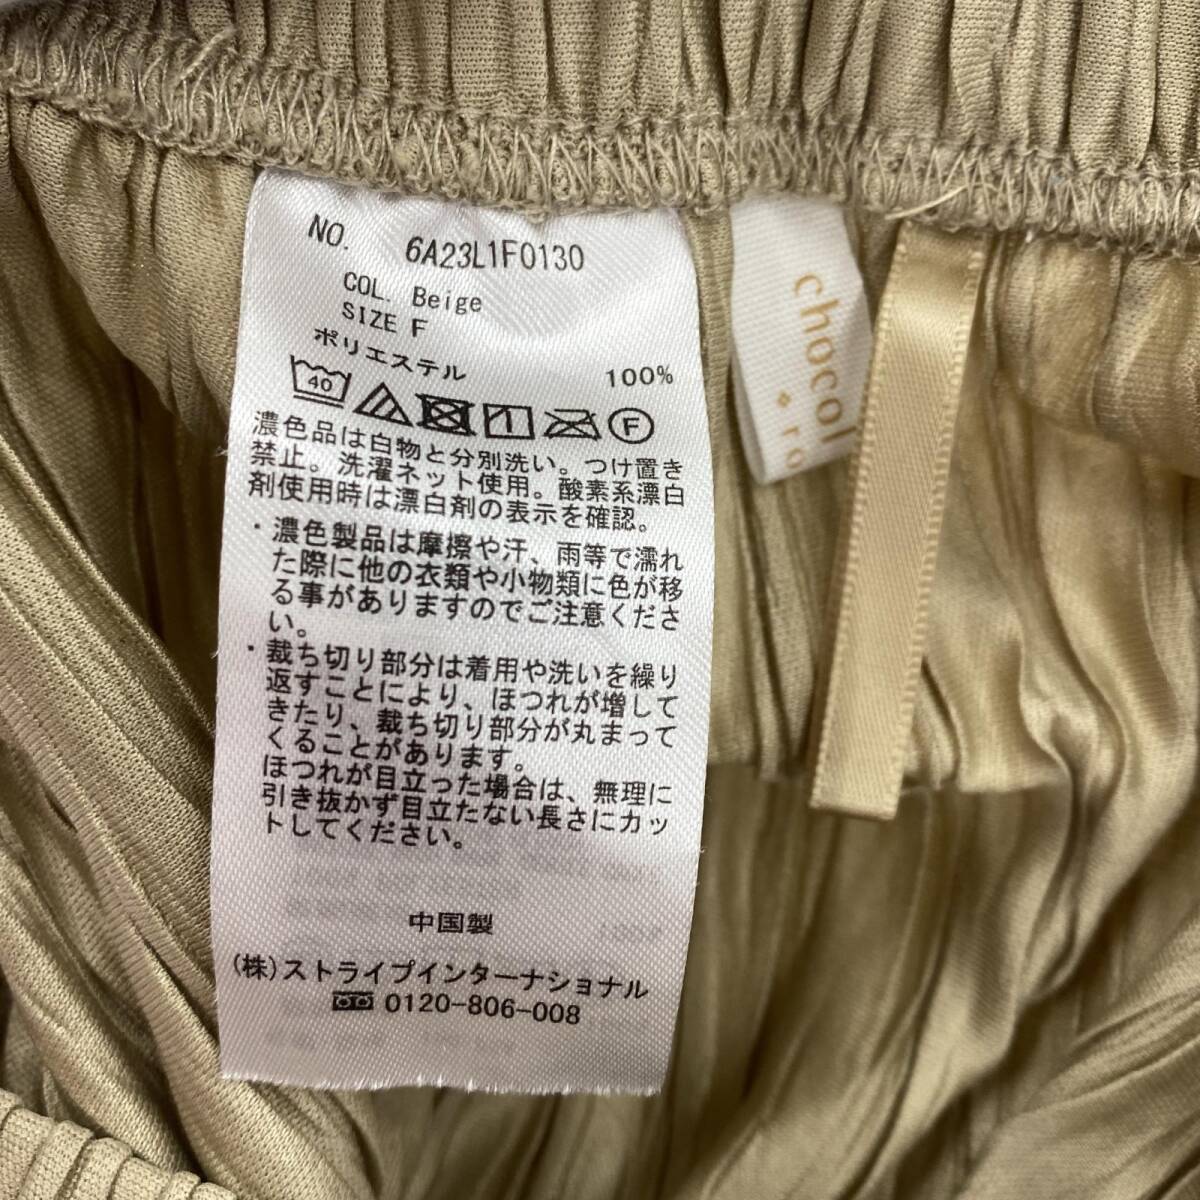 NO. 6A23L1F0130
COL. Beige
SIZE F
ポリエステル 100%
40 F
濃色品は白物と分別洗い。つけ置き
禁止。洗濯ネット使用。酸素系漂白
剤使用時は漂白剤の表示を確認。
・濃色製品は摩擦や汗、雨等で濡れ
た際に他の衣類や小物類に色が移
る事がありますのでご注意くださ
い。
・裁ち切り部分は着用や洗いを繰り
返すことにより、ほつれが増して
きたり、裁ち切り部分が丸まって
くることがあります。
ほつれが目立った場合は、無理に
引き抜かず目立たない長さにカッ
トしてください。
中国製
(株)ストライプインターナショナル
0120-806-008
chocol
ro